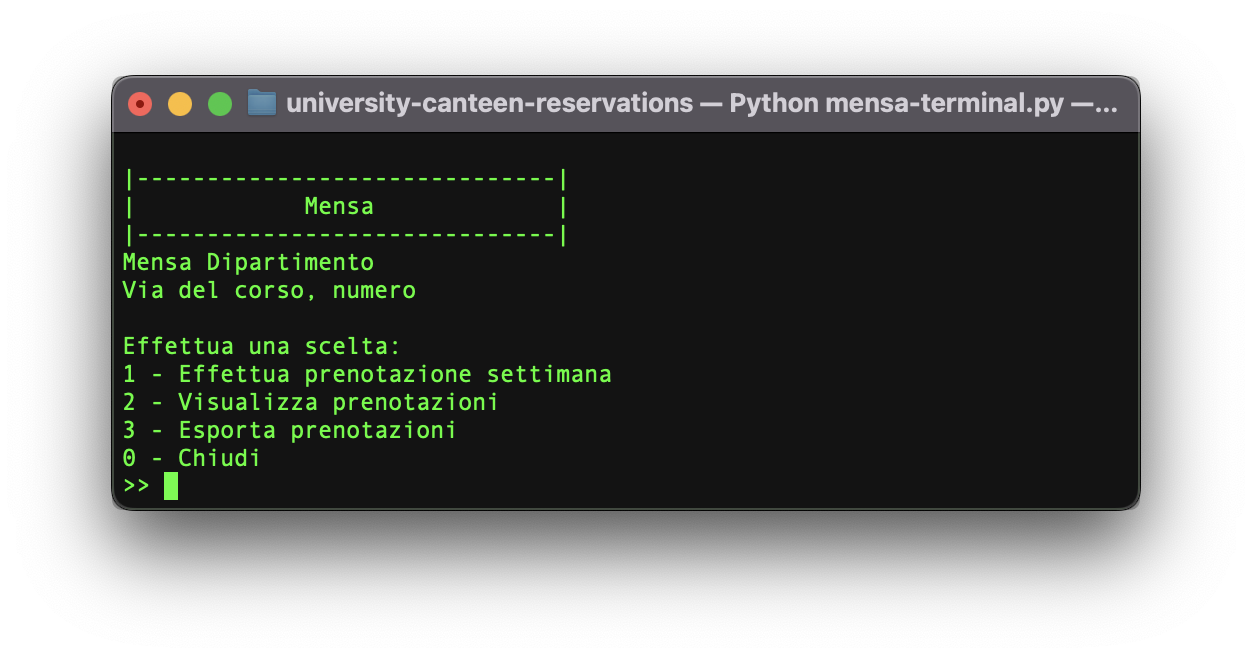 university-canteen-reservations — Python mensa-terminal.py —...
|------------------------------|
|            Mensa             |
|------------------------------|
Mensa Dipartimento
Via del corso, numero
Effettua una scelta:
1 - Effettua prenotazione settimana
2 - Visualizza prenotazioni
3 - Esporta prenotazioni
0 - Chiudi
>>